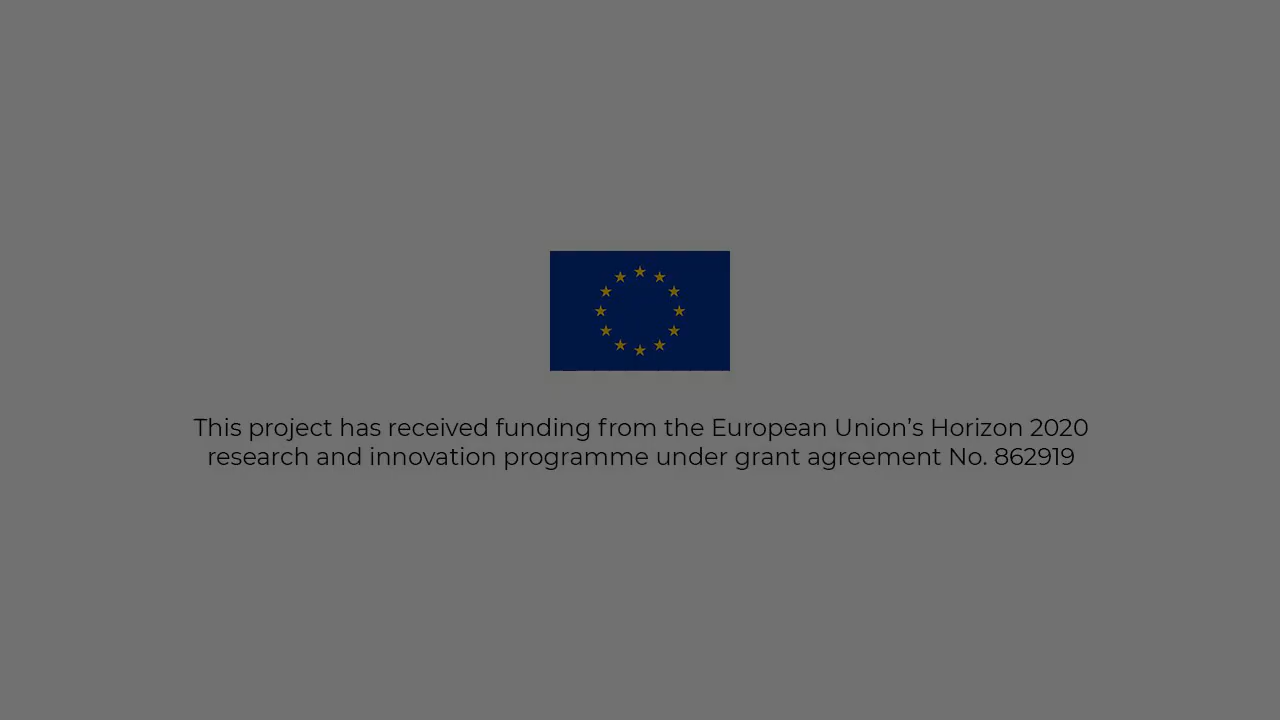 This project has received funding from the European Union’s Horizon 2020
research and innovation programme under grant agreement No. 862919